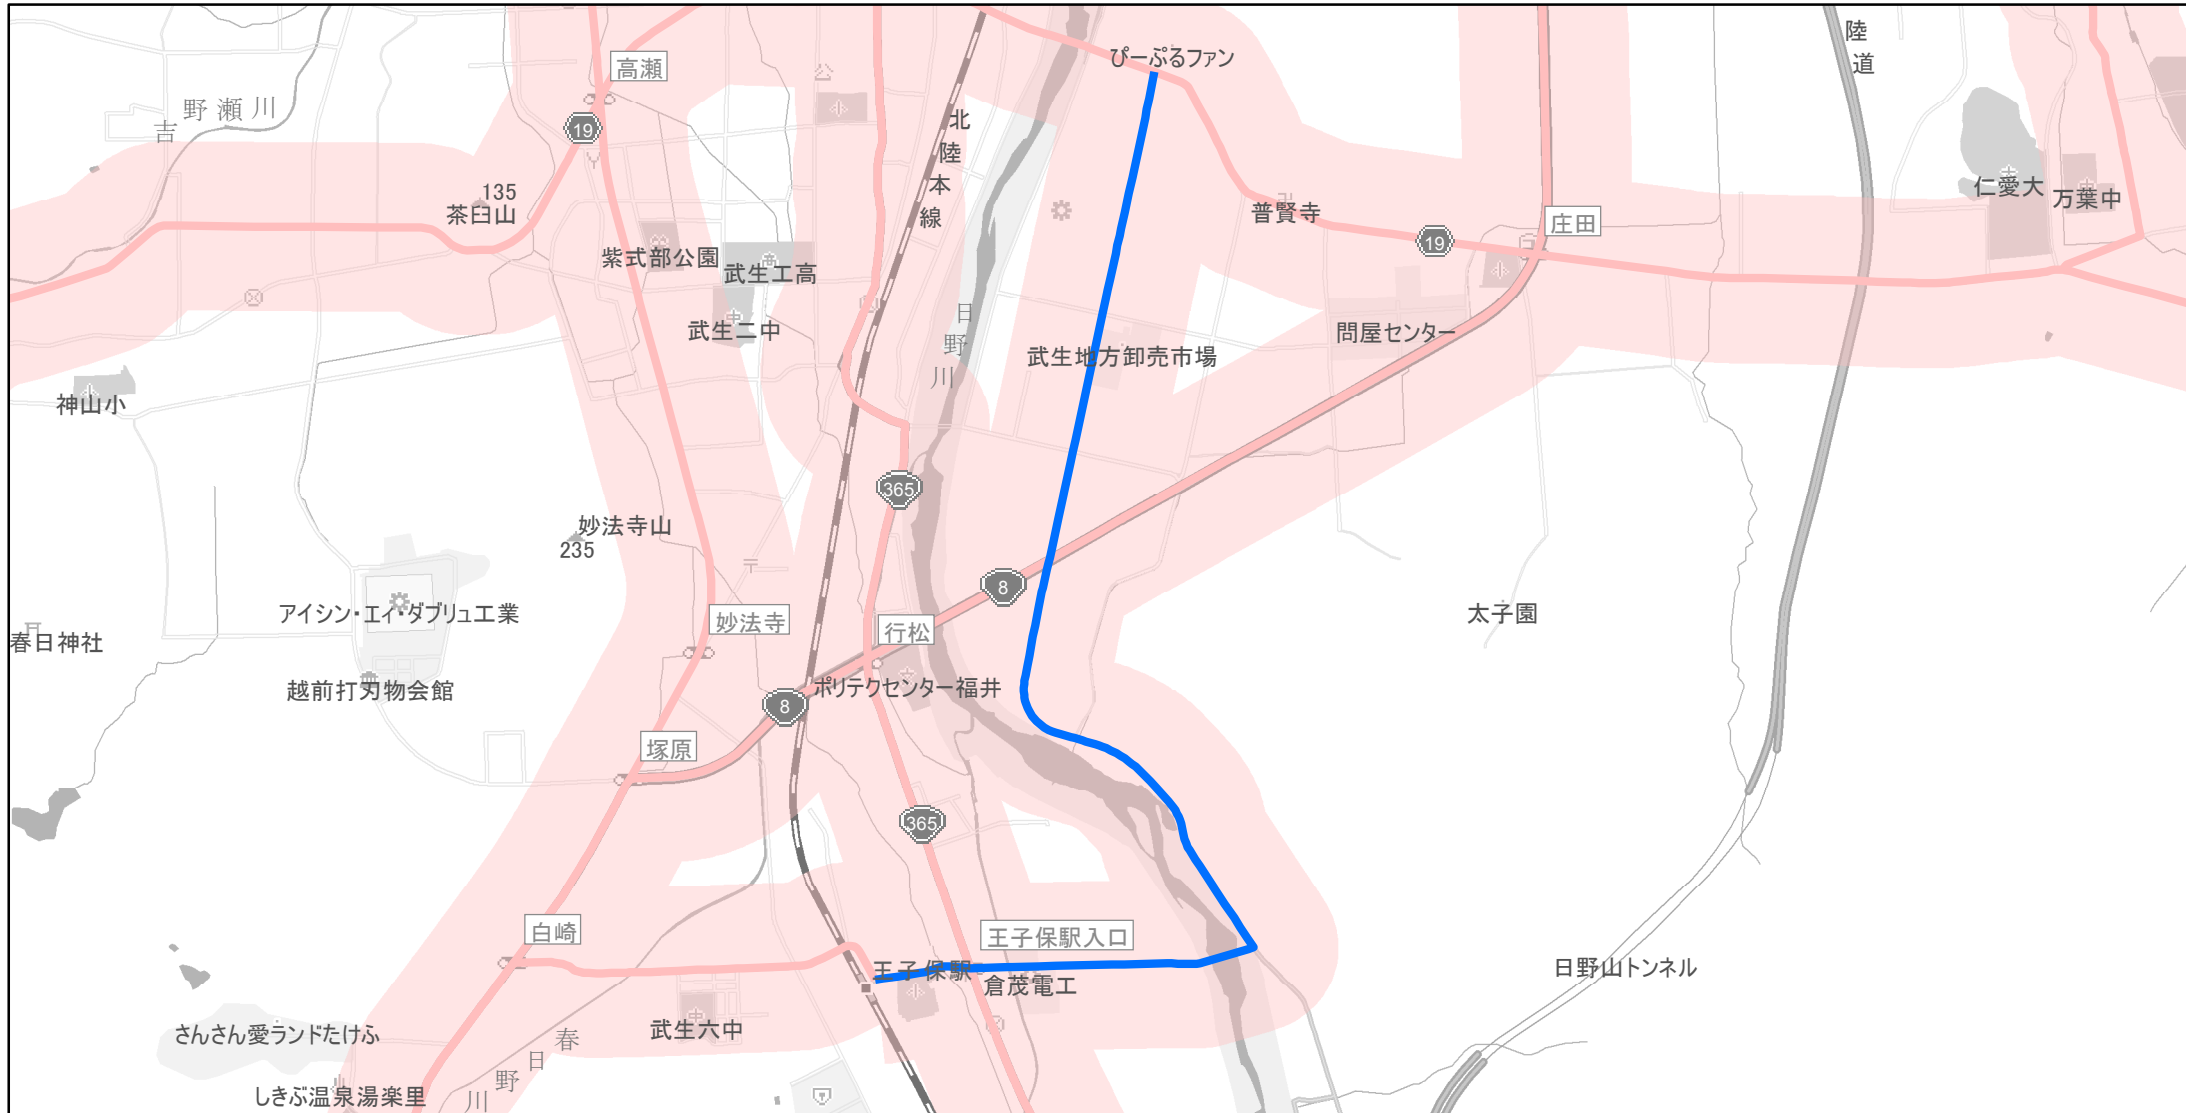 陸道
ぴーぷるファン
高瀬
吉野瀬川
19
公
北陸本線
135
茶臼山
仁愛大
万葉中
普賢寺
庄田
19
紫式部公園
武生工高
武生二中
日野川
問屋センター
武生地方卸売市場
神山小
365
妙法寺山
235
8
アイシン・エィ・ダブリュエ業
太子園
春日神社
妙法寺
行松
越前打刃物会館
ポリテクセンター福井
8
塚原
365
白崎
王子保駅入口
王子保駅
倉茂電工
日野山トンネル
武生六中
さんさん愛ランドたけふ
春日野川
しきぶ温泉湯楽里